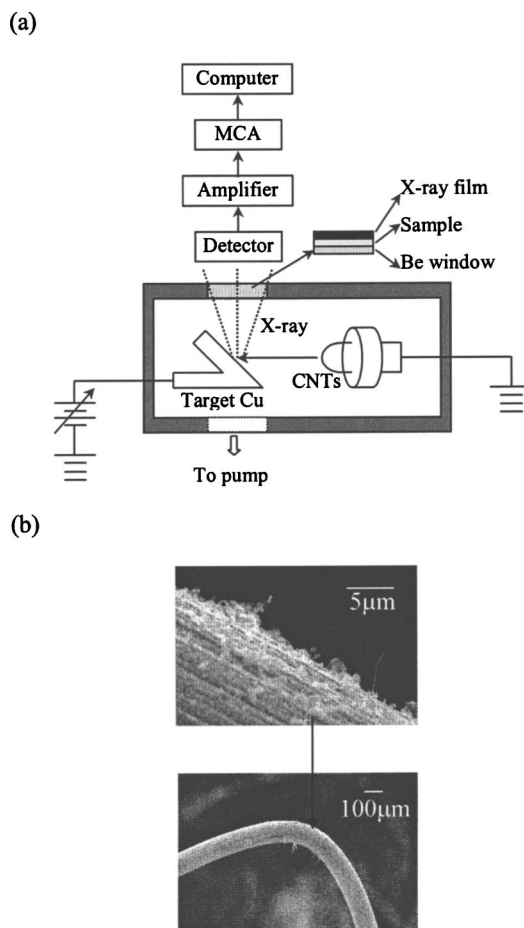 (a)
Computer
MCA
Amplifier
Detector
X-ray film
Sample
Be window
X-ray
CNTs
Target Cu
To pump
(b)
5μm
100μm